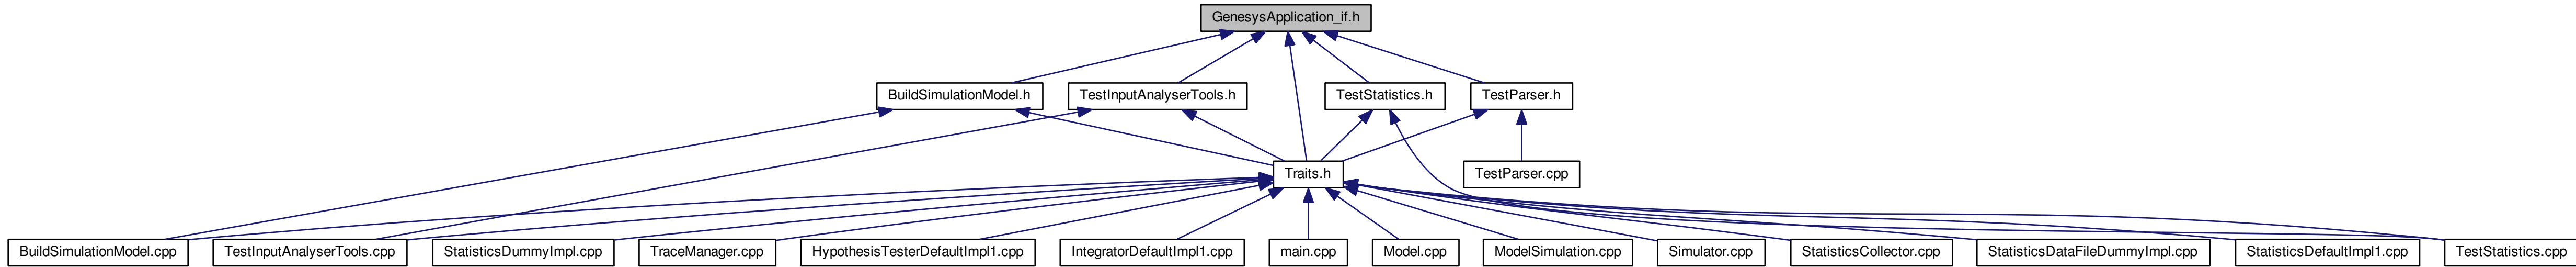 GenesysApplication_if.h
BuildSimulationModel.h
TestInputAnalyserTools.h
TestStatistics.h
TestParser.h
Traits.h
TestParser.cpp
BuildSimulationModel.cpp
TestInputAnalyserTools.cpp
StatisticsDummyImpl.cpp
TraceManager.cpp
HypothesisTesterDefaultImpl1.cpp
IntegratorDefaultImpl1.cpp
main.cpp
Model.cpp
ModelSimulation.cpp
Simulator.cpp
StatisticsCollector.cpp
StatisticsDataFileDummyImpl.cpp
StatisticsDefaultImpl1.cpp
TestStatistics.cpp